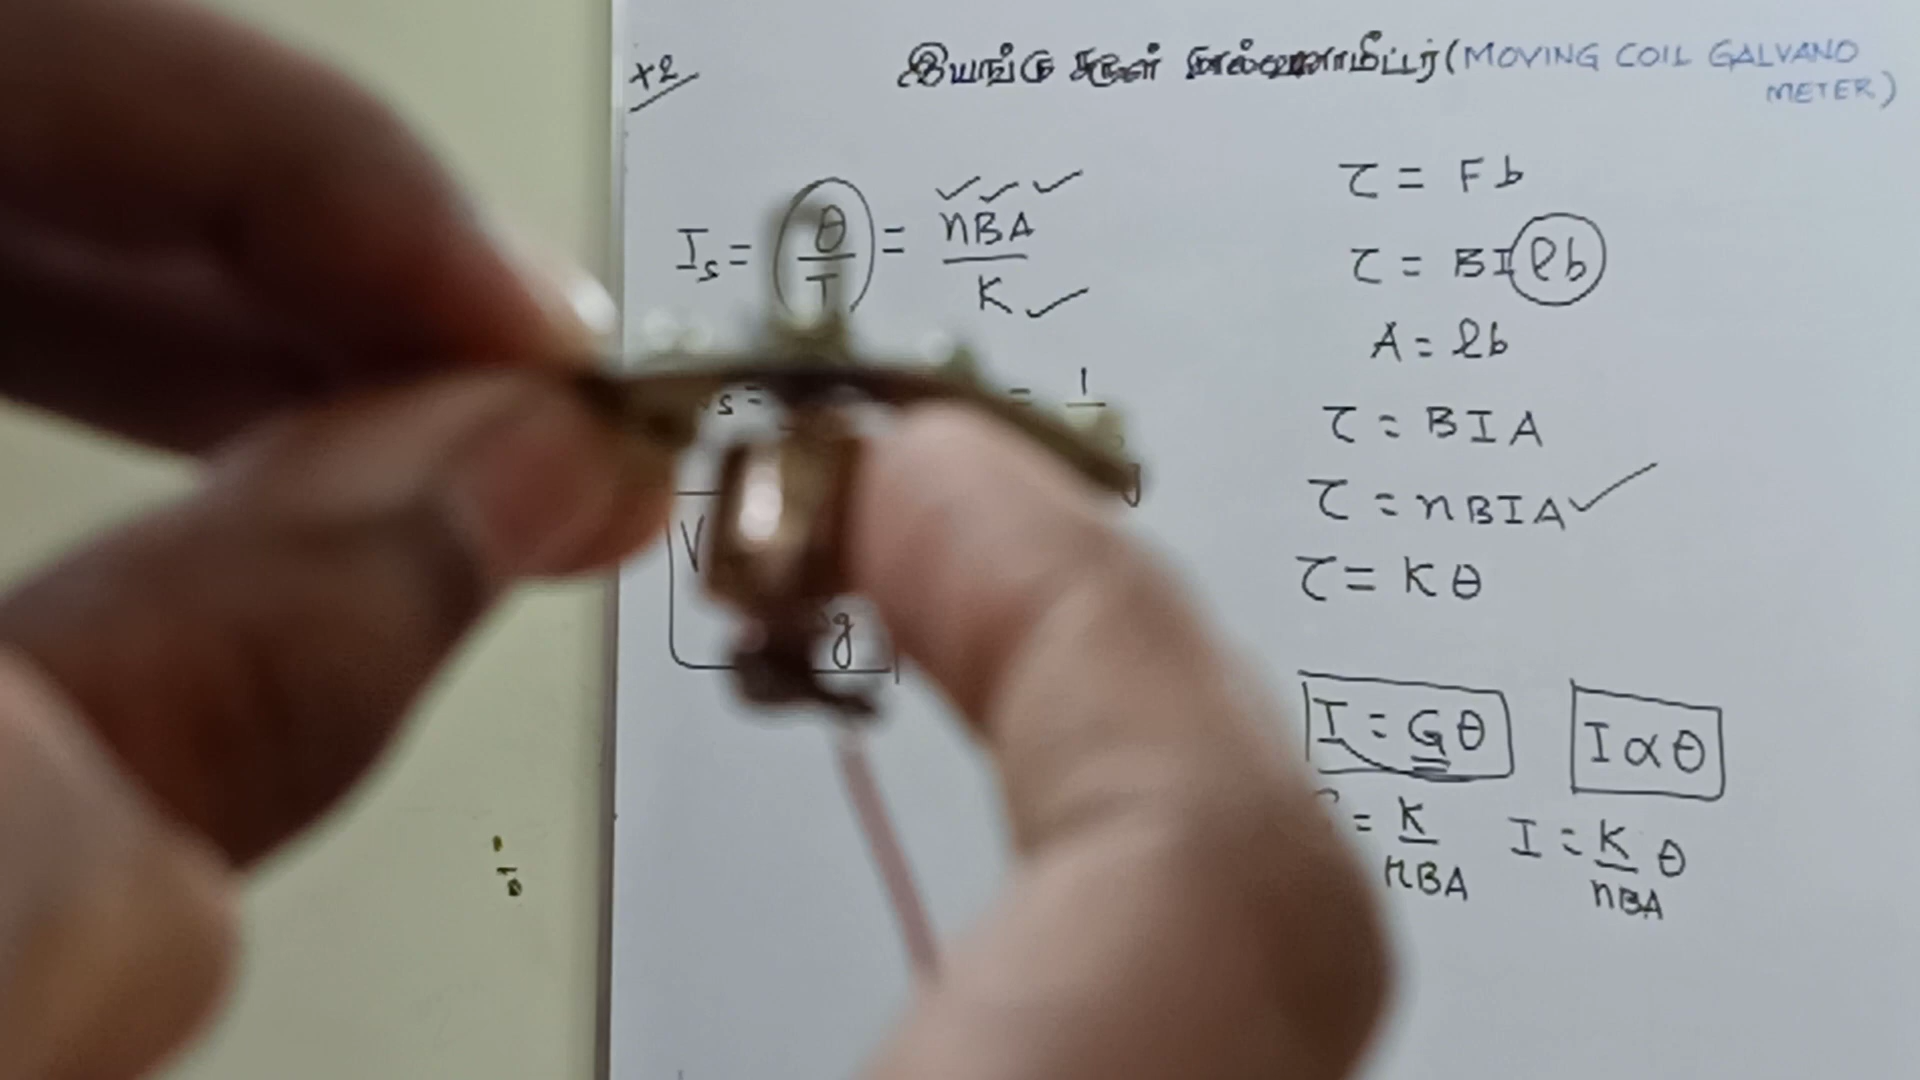 +2
இயங்கு சுருள் கால்வனாமீட்டர் (MOVING COIL GALVANO
METER)
Is = θ/I = nBA/K
s = = 1
V g
τ = Fb
τ = BIlb
A = lb
τ = BIA
τ = nBIA
τ = Kθ
I = Gθ
I α θ
= K/nBA
I = K/nBA θ